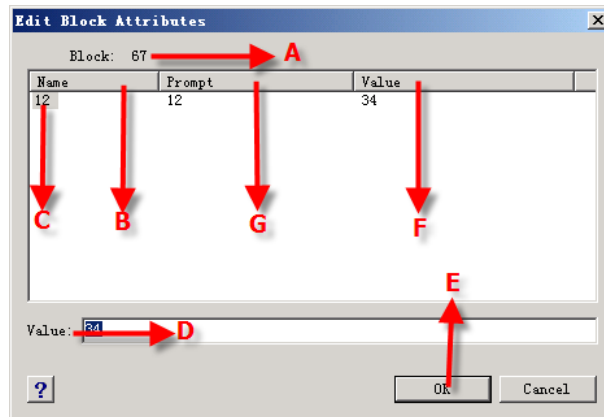 Edit Block Attributes
Block: 67 A
Name Prompt Value
12 12 34
C B G F
E
Value: 34 D
? OK Cancel